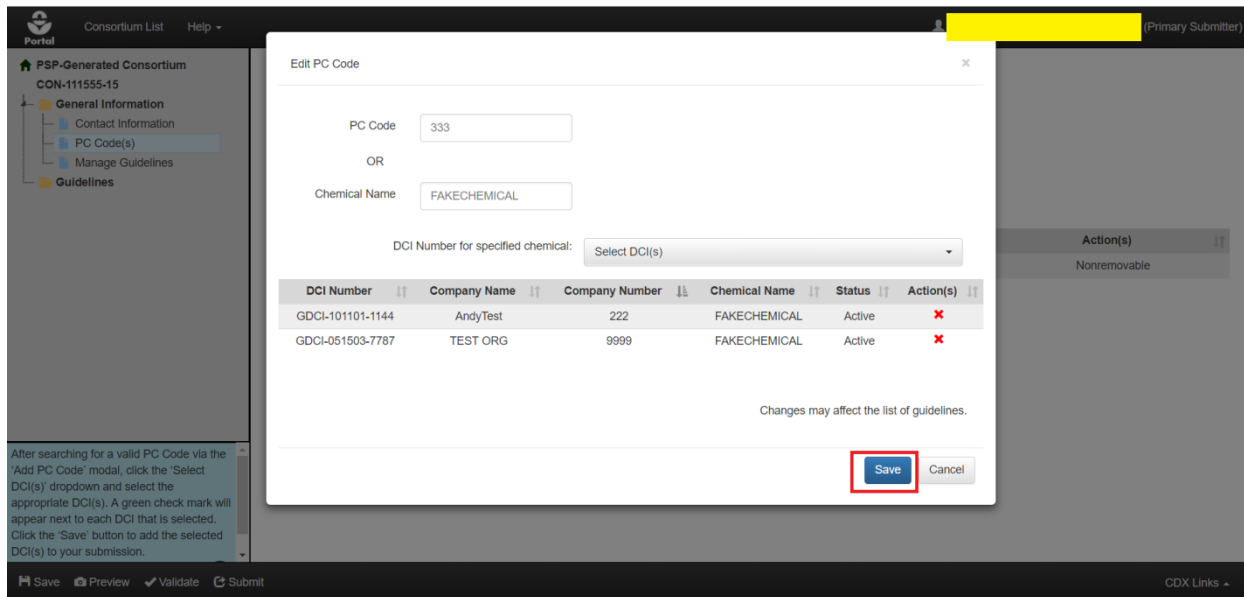 Portal
Consortium List Help
(Primary Submitter)
PSP-Generated Consortium
CON-111555-15
General Information
Contact Information
PC Code(s)
Manage Guidelines
Guidelines
Edit PC Code ×
PC Code 333
OR
Chemical Name FAKECHEMICAL
DCI Number for specified chemical: Select DCI(s)
DCI Number Company Name Company Number Chemical Name Status Action(s)
GDCI-101101-1144 AndyTest 222 FAKECHEMICAL Active
GDCI-051503-7787 TEST ORG 9999 FAKECHEMICAL Active
Changes may affect the list of guidelines.
Save Cancel
Action(s)
Nonremovable
After searching for a valid PC Code via the
'Add PC Code' modal, click the 'Select
DCI(s)' dropdown and select the
appropriate DCI(s). A green check mark will
appear next to each DCI that is selected.
Click the 'Save' button to add the selected
DCI(s) to your submission.
Save Preview Validate Submit
CDX Links